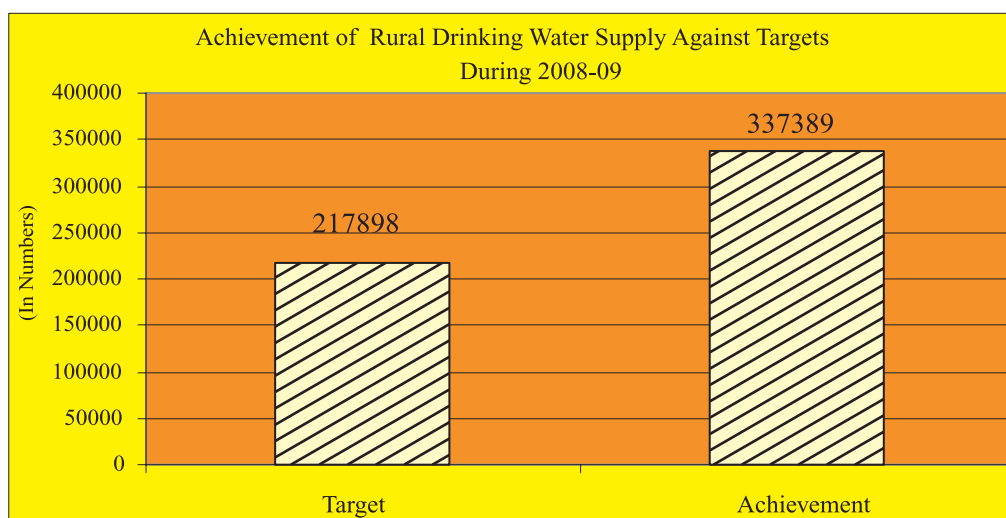 Achievement of Rural Drinking Water Supply Against Targets
During 2008-09
(In Numbers)
400000
350000
300000
250000
200000
150000
100000
50000
0
217898
337389
Target
Achievement